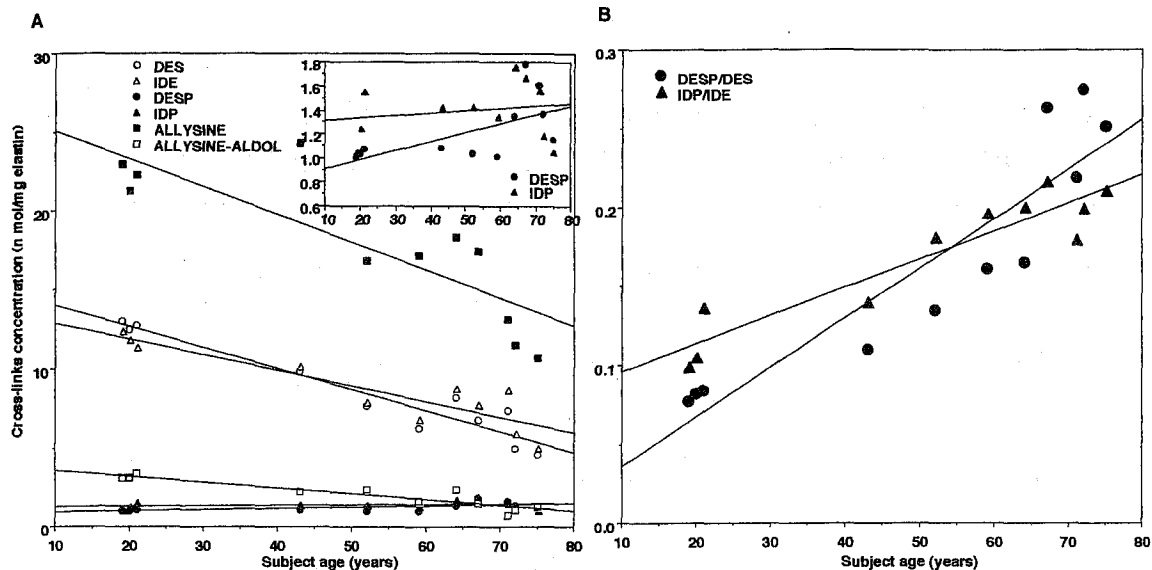 A
B
Cross-links concentration (n mol/mg elastin)
30
20
10
0
DES
IDE
DESP
IDP
ALLYSINE
ALLYSINE-ALDOL
1.8
1.6
1.4
1.2
1.0
0.8
0.6
DESP
IDP
10 20 30 40 50 60 70 80
10 20 30 40 50 60 70 80
Subject age (years)
0.3
0.2
0.1
0.0
DESP/DES
IDP/IDE
10 20 30 40 50 60 70 80
Subject age (years)